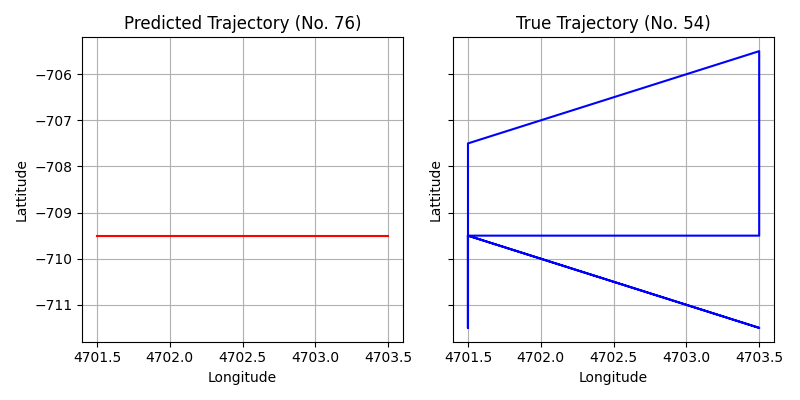 Predicted Trajectory (No. 76)
Lattitude
−706
−707
−708
−709
−710
−711
4701.5 4702.0 4702.5 4703.0 4703.5
Longitude
True Trajectory (No. 54)
Lattitude
4701.5 4702.0 4702.5 4703.0 4703.5
Longitude